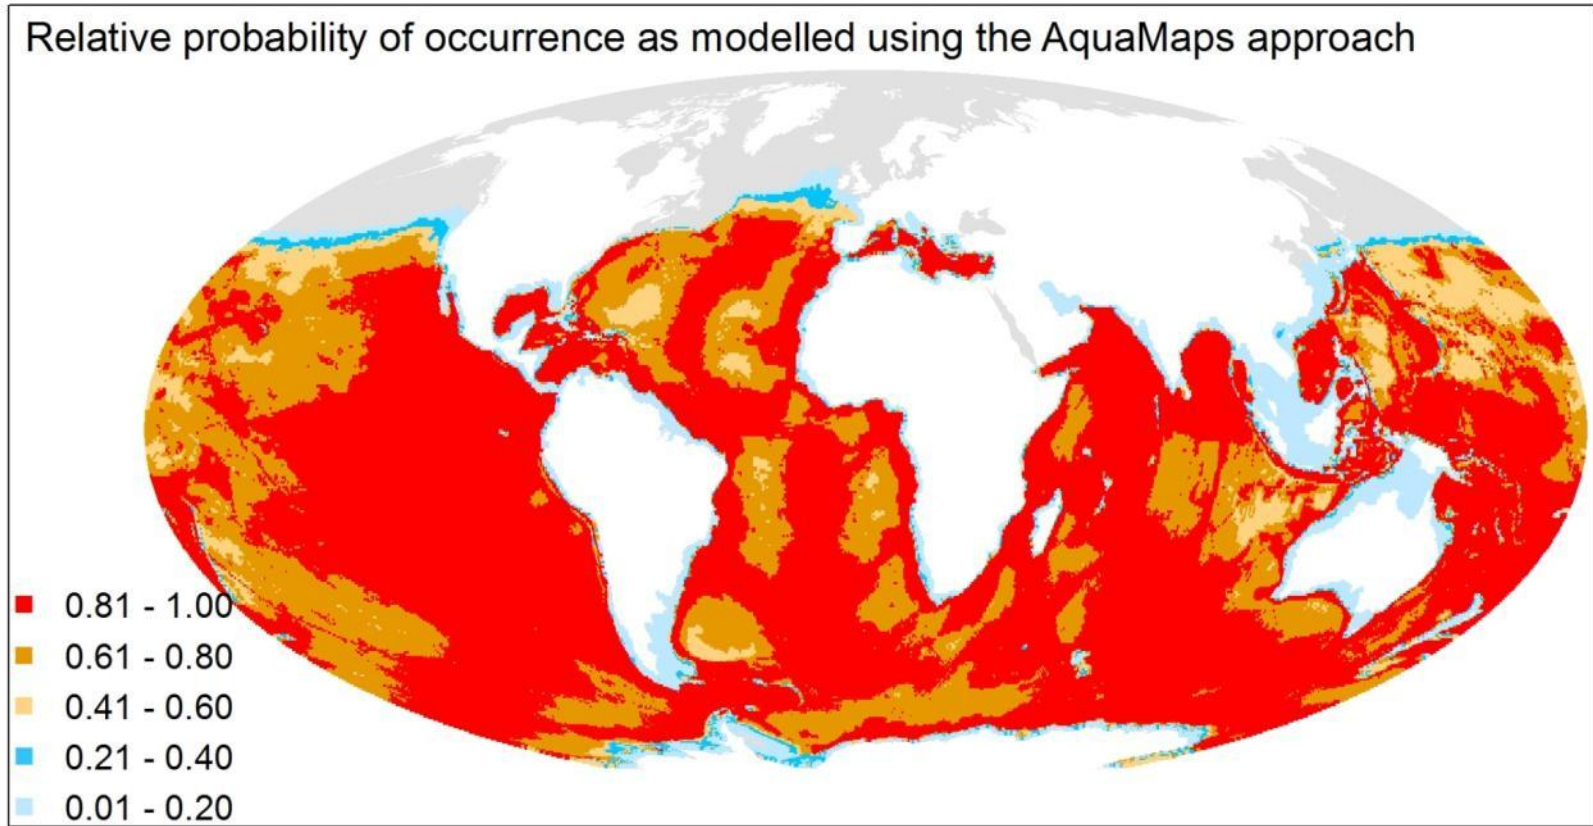 Relative probability of occurrence as modelled using the AquaMaps approach
0.81 - 1.00
0.61 - 0.80
0.41 - 0.60
0.21 - 0.40
0.01 - 0.20